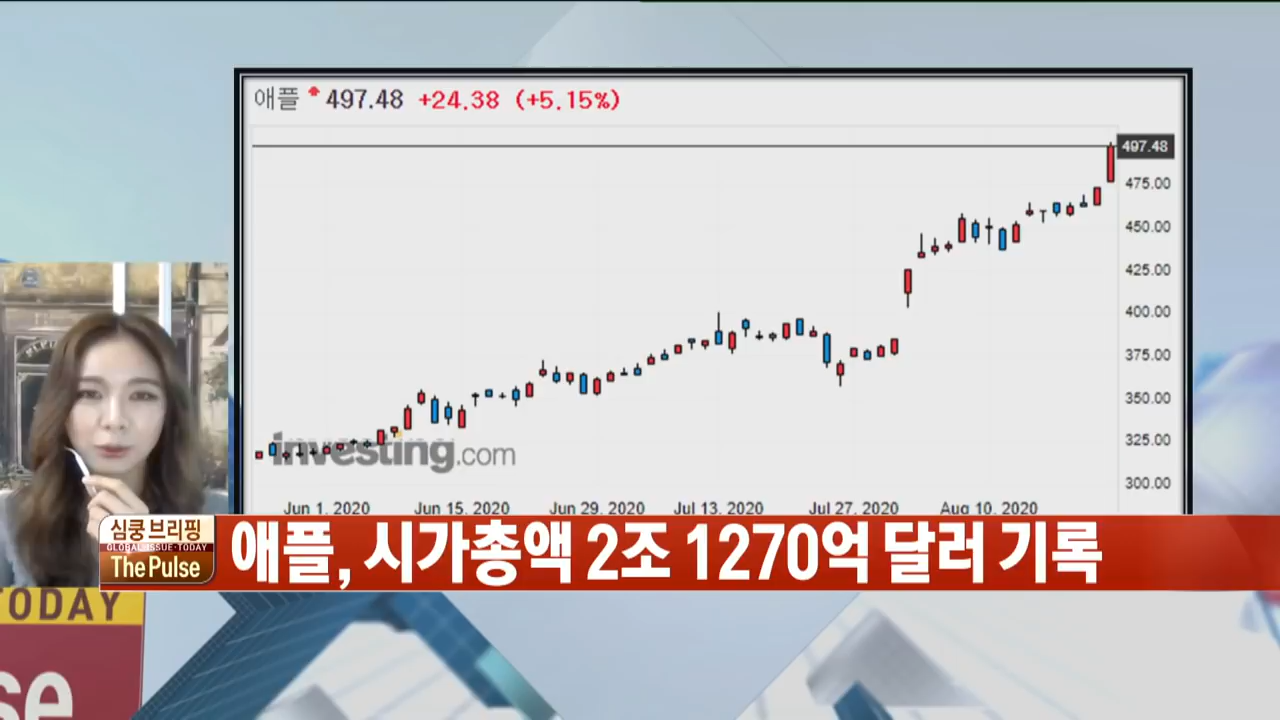 애플 497.48 +24.38 (+5.15%)
497.48
475.00
450.00
425.00
400.00
375.00
350.00
325.00
300.00
investing.com
Jun 1, 2020 Jun 15, 2020 Jun 29, 2020 Jul 13, 2020 Jul 27, 2020 Aug 10, 2020
심쿵 브리핑
GLOBAL ISSUE TODAY
The Pulse
애플, 시가총액 2조 1270억 달러 기록
TODAY
se